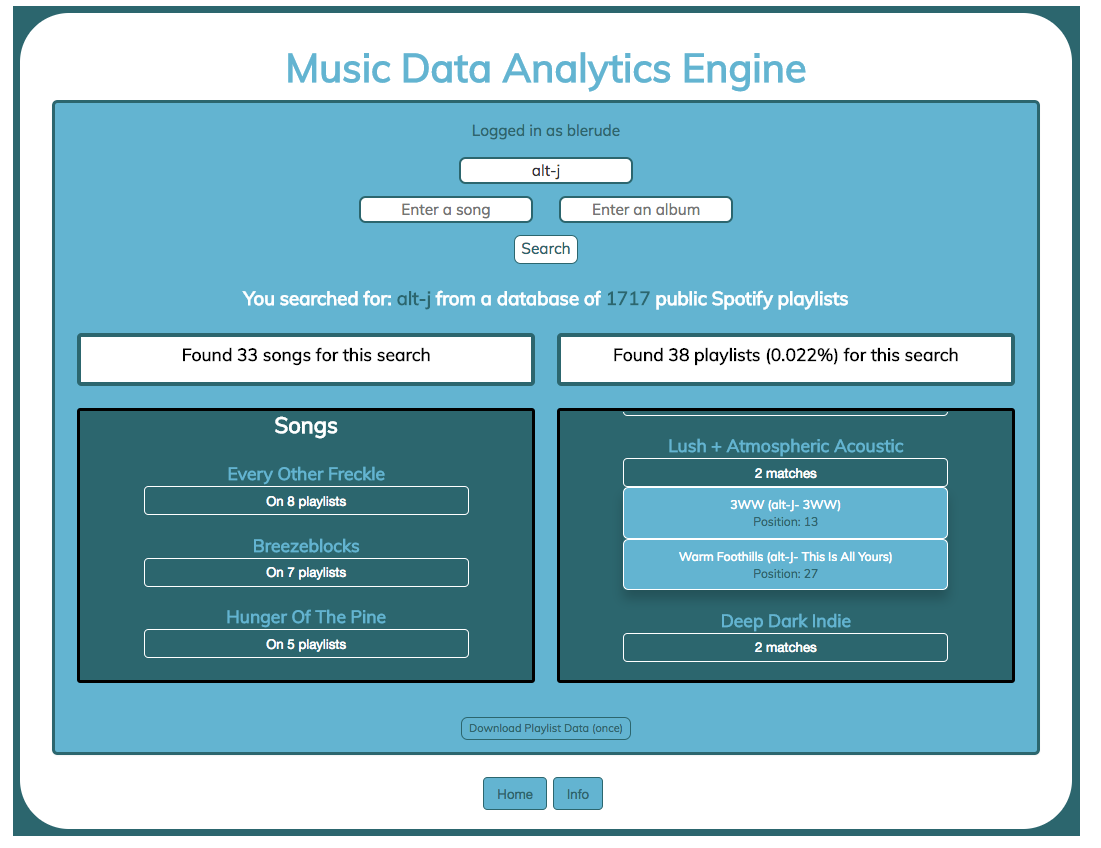 Music Data Analytics Engine
Logged in as blerude
alt-j
Enter a song
Enter an album
Search
You searched for: alt-j from a database of 1717 public Spotify playlists
Found 33 songs for this search
Found 38 playlists (0.022%) for this search
Songs
Every Other Freckle
On 8 playlists
Breezeblocks
On 7 playlists
Hunger Of The Pine
On 5 playlists
Lush + Atmospheric Acoustic
2 matches
3WW (alt-J- 3WW)
Position: 13
Warm Foothills (alt-J- This Is All Yours)
Position: 27
Deep Dark Indie
2 matches
Download Playlist Data (once)
Home
Info